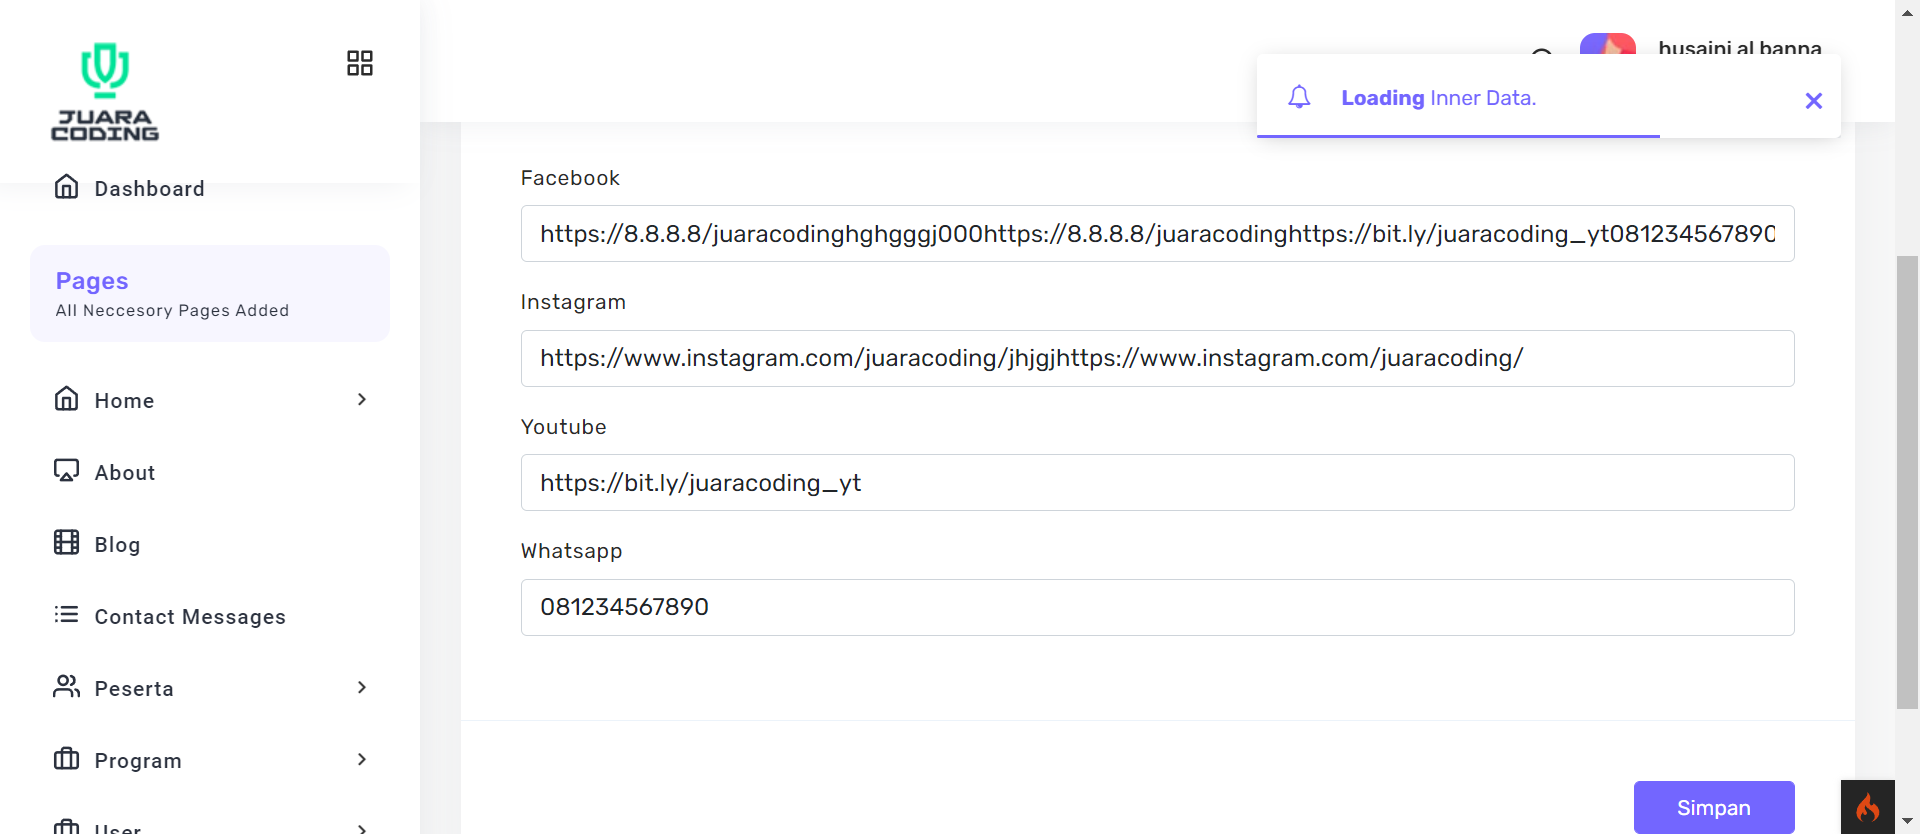 JUARA
CODING
husaini al banna
Loading Inner Data.
Dashboard
Pages
All Neccesory Pages Added
Home
About
Blog
Contact Messages
Peserta
Program
User
Facebook
https://8.8.8.8/juaracodinghghgggj000https://8.8.8.8/juaracodinghttps://bit.ly/juaracoding_yt081234567890
Instagram
https://www.instagram.com/juaracoding/jhjgjhttps://www.instagram.com/juaracoding/
Youtube
https://bit.ly/juaracoding_yt
Whatsapp
081234567890
Simpan